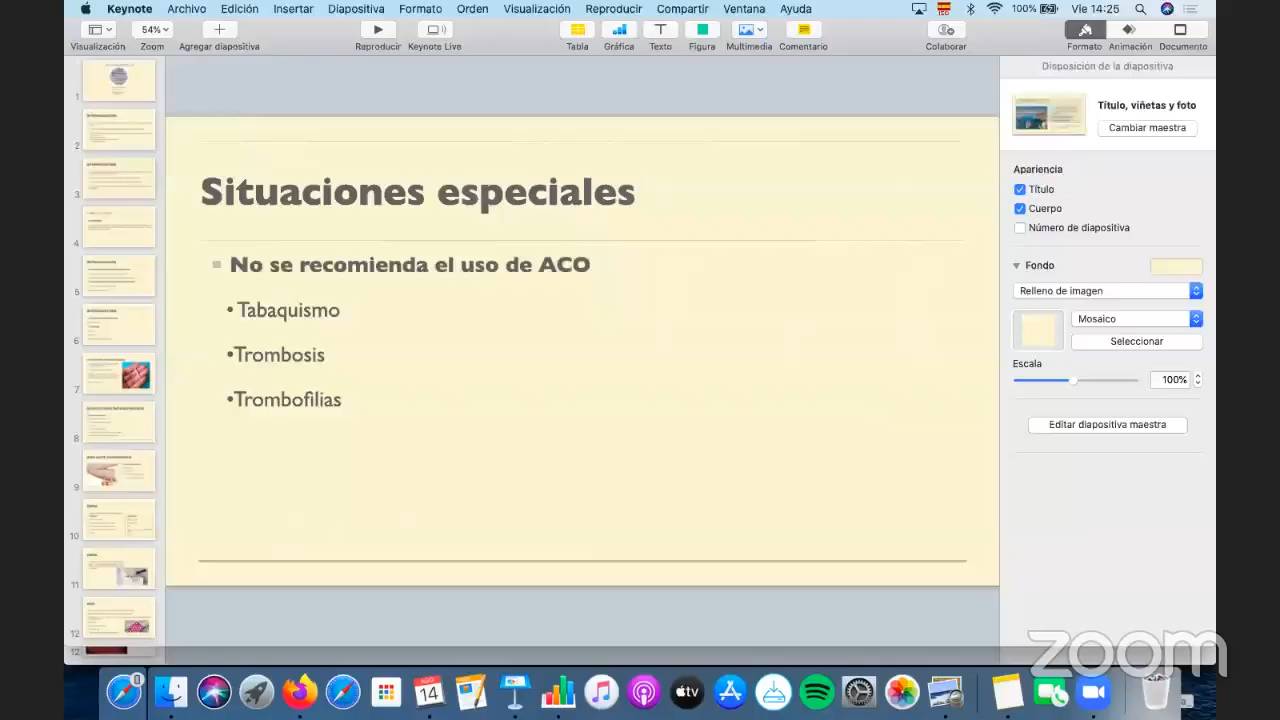 Keynote Archivo Edición Insertar Diapositiva Formato Orden Visualización Reproducir Compartir Ventana Ayuda 100% Vie 14:25
54%
Visualización Zoom Agregar diapositiva Reproducir Keynote Live Tabla Gráfica Texto Figura Multimedia Comentario Colaborar Formato Animación Documento
Disposición de la diapositiva
Título, viñetas y foto
Cambiar maestra
Apariencia
Título
Cuerpo
Número de diapositiva
Fondo
Relleno de imagen
Mosaico
Seleccionar
Escala
100%
Editar diapositiva maestra
1
2
3
4
5
6
7
8
9
10
11
12
Situaciones especiales
No se recomienda el uso de ACO
•Tabaquismo
•Trombosis
•Trombofilias
14
tv
zoom